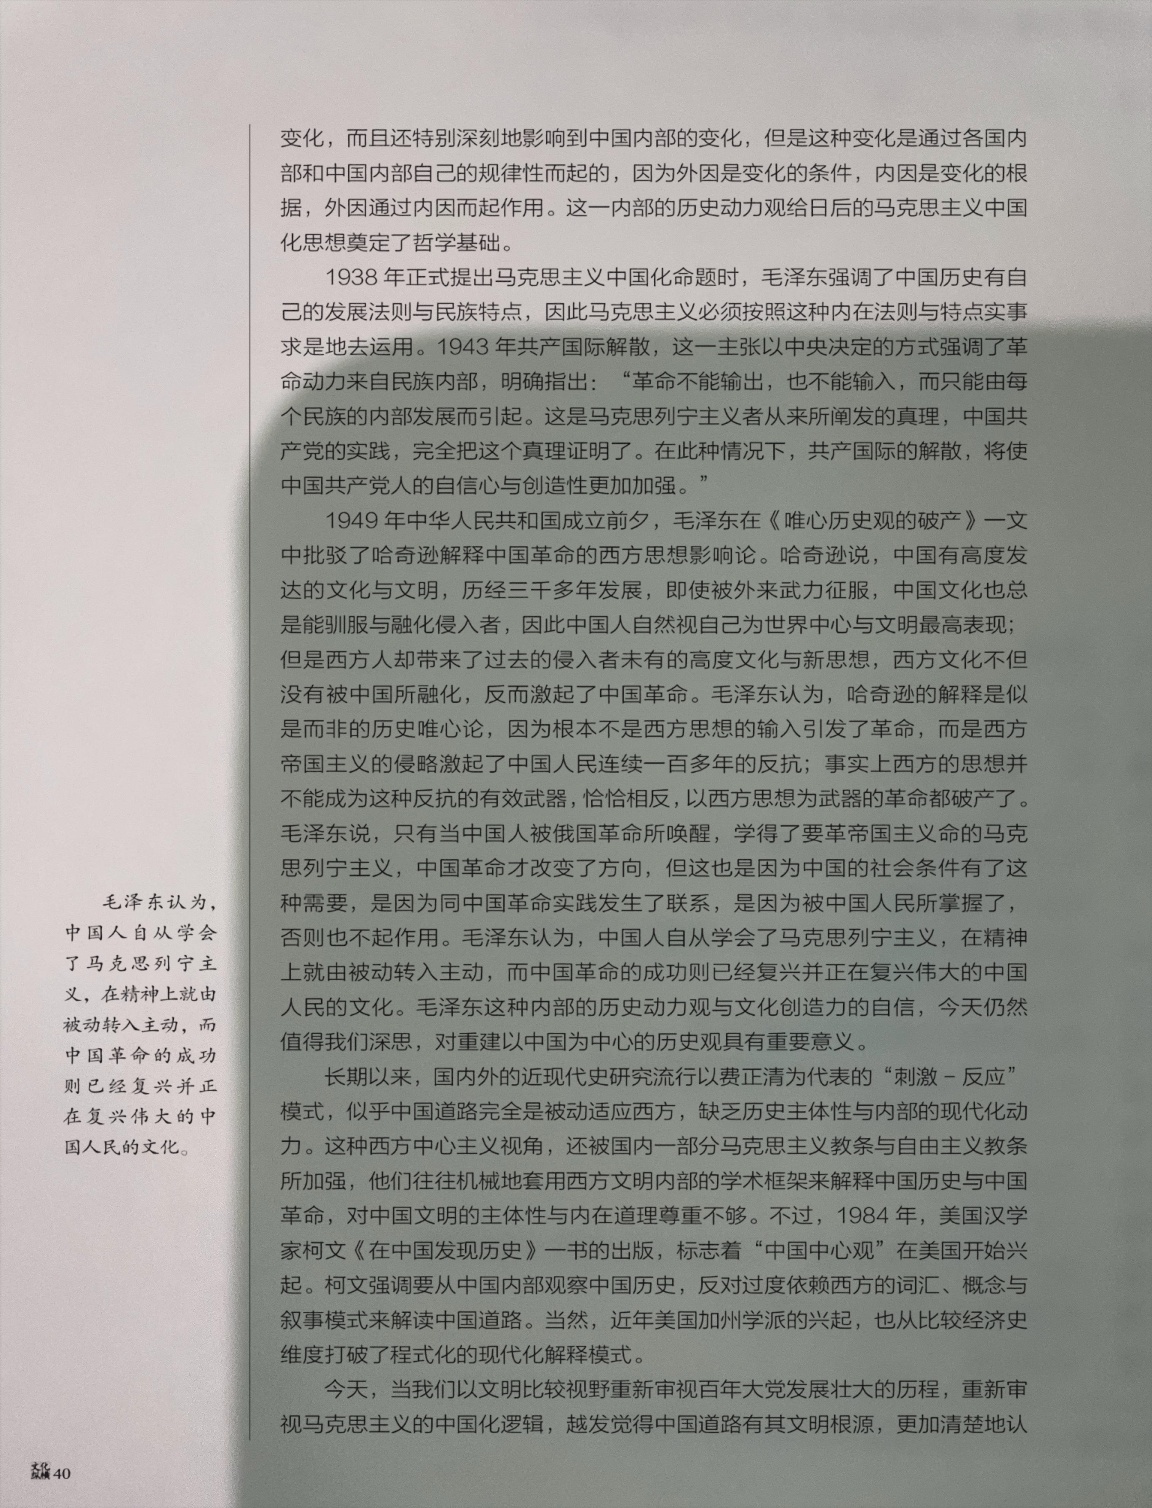 变化，而且还特别深刻地影响到中国内部的变化，但是这种变化是通过各国内
部和中国内部自己的规律性而起的，因为外因是变化的条件，内因是变化的根
据，外因通过内因而起作用。这一内部的历史动力观给日后的马克思主义中国
化思想奠定了哲学基础。
1938 年正式提出马克思主义中国化命题时，毛泽东强调了中国历史有自
己的发展法则与民族特点，因此马克思主义必须按照这种内在法则与特点实事
求是地去运用。1943 年共产国际解散，这一主张以中央决定的方式强调了革
命动力来自民族内部，明确指出：“革命不能输出，也不能输入，而只能由每
个民族的内部发展而引起。这是马克思列宁主义者从来所阐发的真理，中国共
产党的实践，完全把这个真理证明了。在此种情况下，共产国际的解散，将使
中国共产党人的自信心与创造性更加加强。”
1949 年中华人民共和国成立前夕，毛泽东在《唯心历史观的破产》一文
中批驳了哈奇逊解释中国革命的西方思想影响论。哈奇逊说，中国有高度发
达的文化与文明，历经三千多年发展，即使被外来武力征服，中国文化也总
是能驯服与融化侵入者，因此中国人自然视自己为世界中心与文明最高表现；
但是西方人却带来了过去的侵入者未有的高度文化与新思想，西方文化不但
没有被中国所融化，反而激起了中国革命。毛泽东认为，哈奇逊的解释是似
是而非的历史唯心论，因为根本不是西方思想的输入引发了革命，而是西方
帝国主义的侵略激起了中国人民连续一百多年的反抗；事实上西方的思想并
不能成为这种反抗的有效武器，恰恰相反，以西方思想为武器的革命都破产了。
毛泽东说，只有当中国人被俄国革命所唤醒，学得了要革帝国主义命的马克
思列宁主义，中国革命才改变了方向，但这也是因为中国的社会条件有了这
种需要，是因为同中国革命实践发生了联系，是因为被中国人民所掌握了，
否则也不起作用。毛泽东认为，中国人自从学会了马克思列宁主义，在精神
上就由被动转入主动，而中国革命的成功则已经复兴并正在复兴伟大的中国
人民的文化。毛泽东这种内部的历史动力观与文化创造力的自信，今天仍然
值得我们深思，对重建以中国为中心的历史观具有重要意义。
长期以来，国内外的近现代史研究流行以费正清为代表的“刺激－反应”
模式，似乎中国道路完全是被动适应西方，缺乏历史主体性与内部的现代化动
力。这种西方中心主义视角，还被国内一部分马克思主义教条与自由主义教条
所加强，他们往往机械地套用西方文明内部的学术框架来解释中国历史与中国
革命，对中国文明的主体性与内在道理尊重不够。不过，1984 年，美国汉学
家柯文《在中国发现历史》一书的出版，标志着“中国中心观”在美国开始兴
起。柯文强调要从中国内部观察中国历史，反对过度依赖西方的词汇、概念与
叙事模式来解读中国道路。当然，近年美国加州学派的兴起，也从比较经济史
维度打破了程式化的现代化解释模式。
今天，当我们以文明比较视野重新审视百年大党发展壮大的历程，重新审
视马克思主义的中国化逻辑，越发觉得中国道路有其文明根源，更加清楚地认
毛泽东认为，
中国人自从学会
了马克思列宁主
义，在精神上就由
被动转入主动，而
中国革命的成功
则已经复兴并正
在复兴伟大的中
国人民的文化。
文化
纵横 40